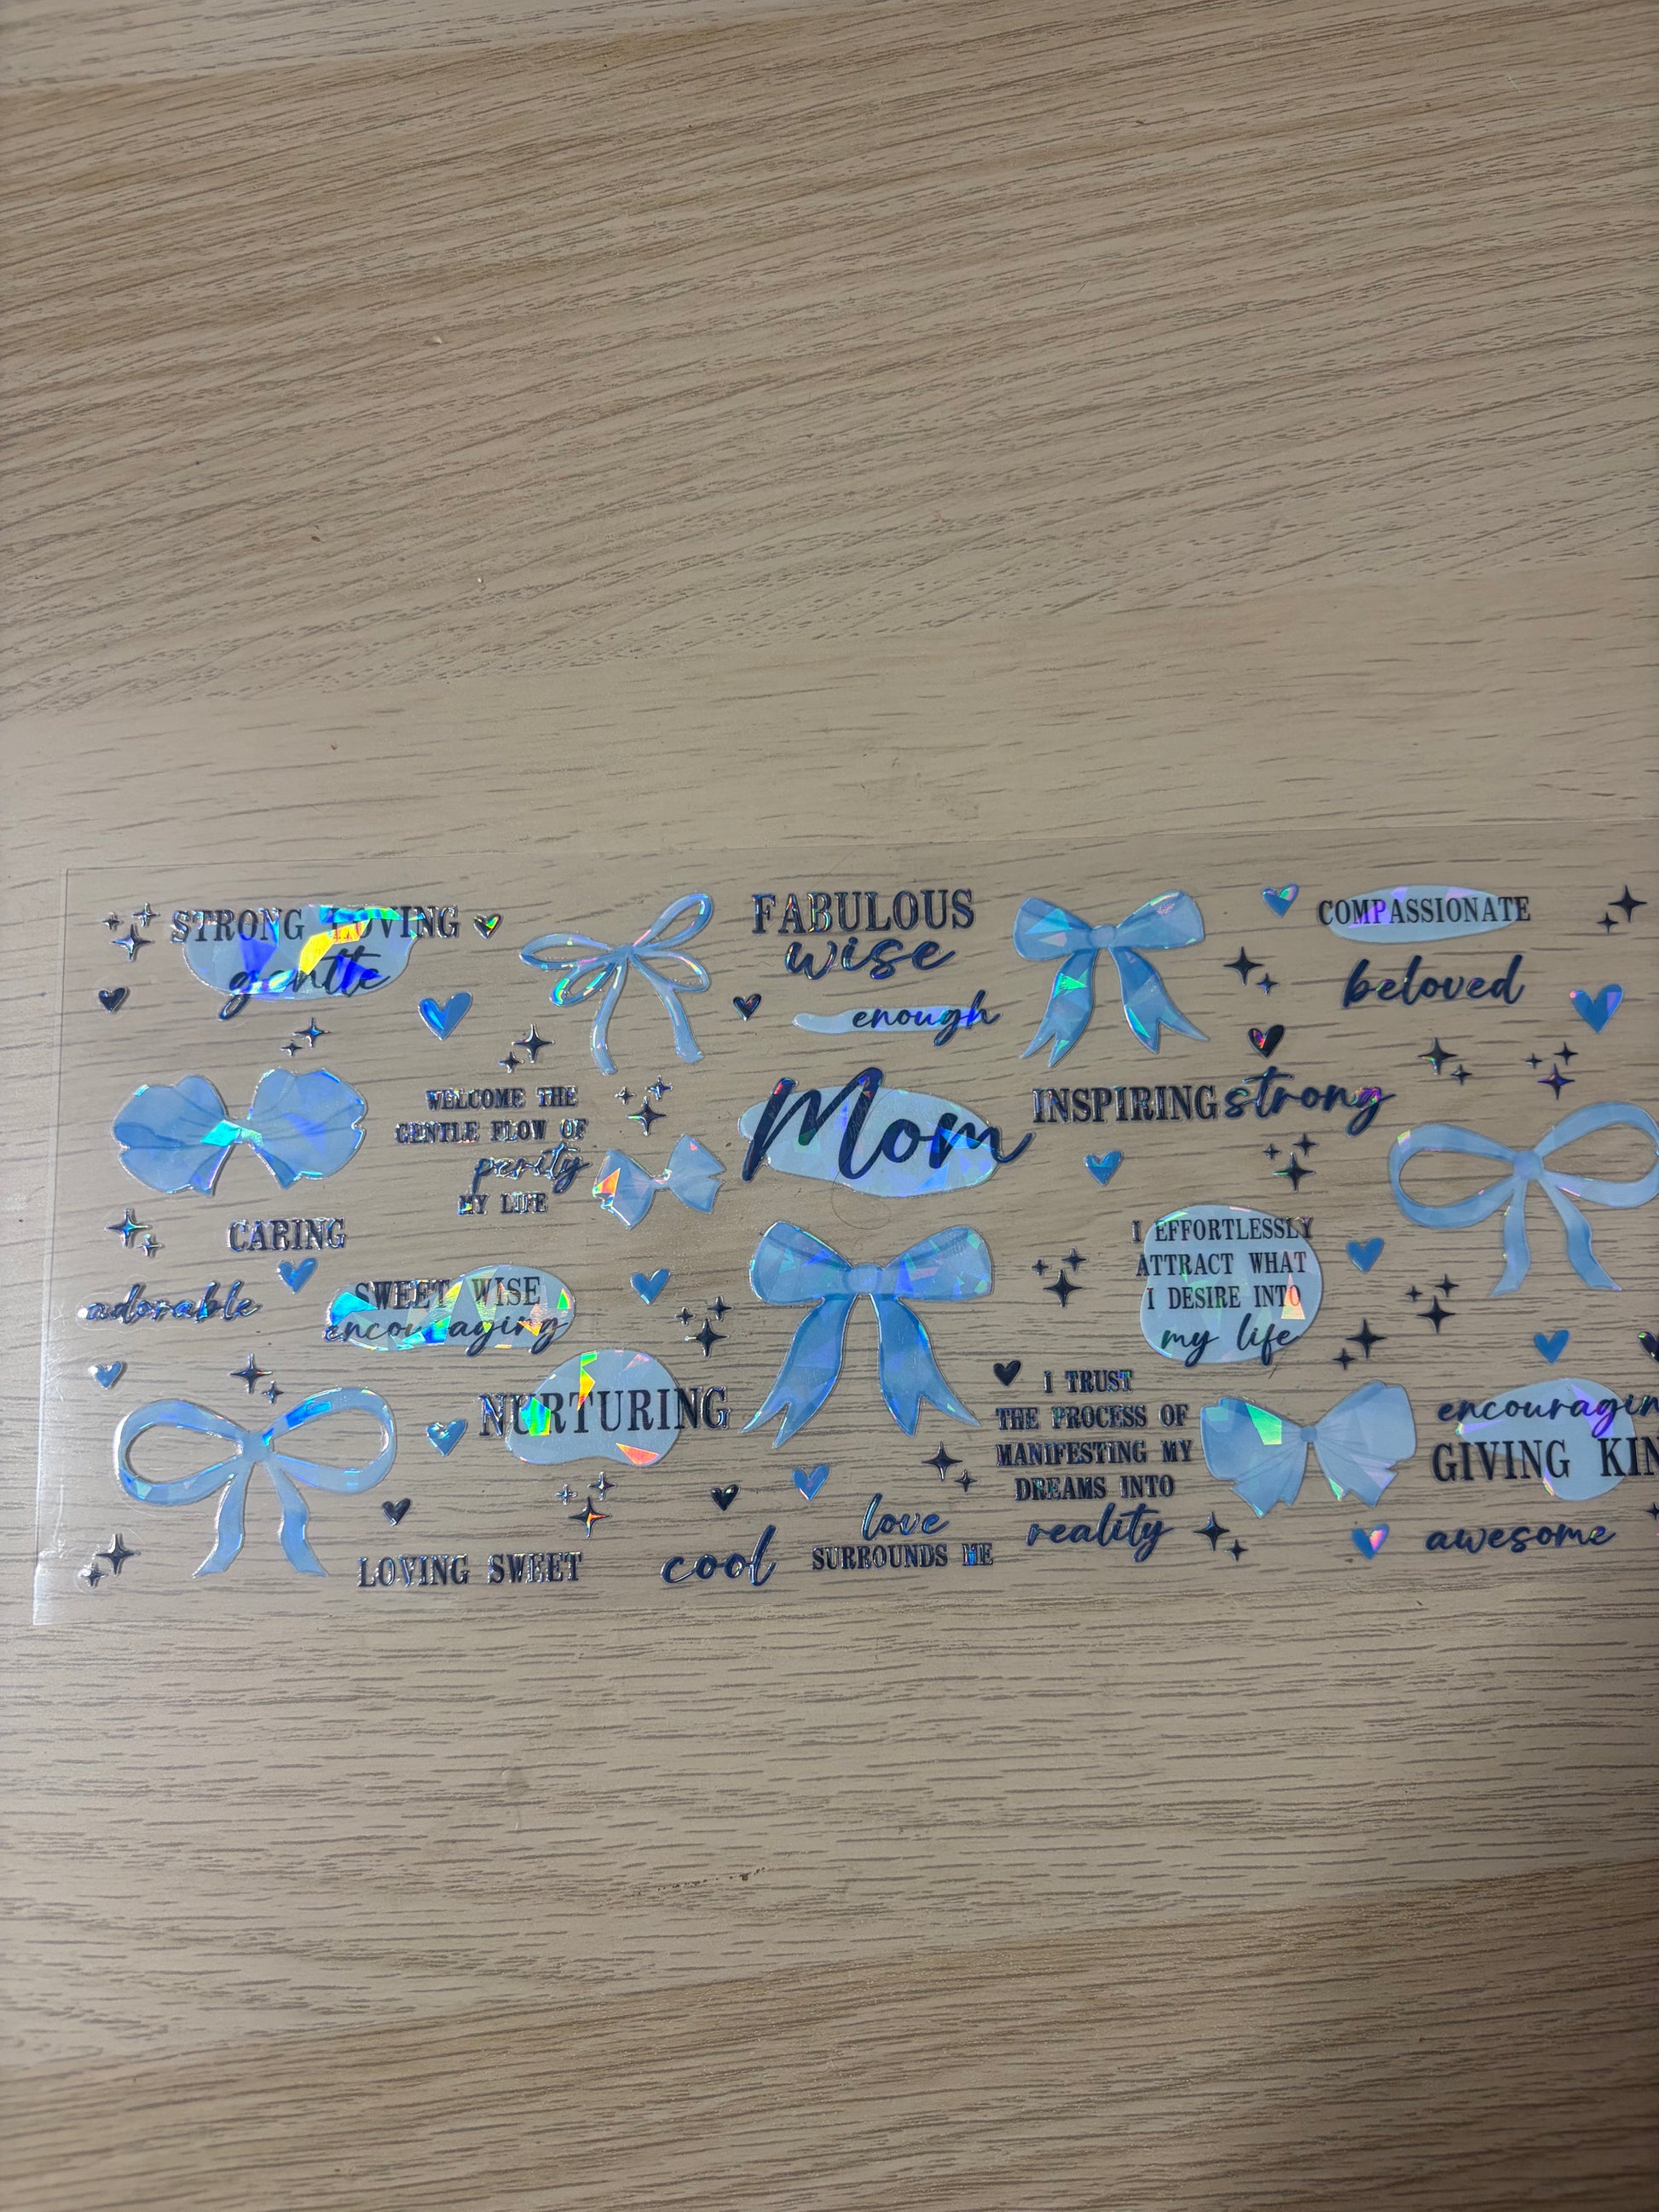 STRONG LOVING
gentle
FABULOUS
wise
enough
COMPASSIONATE
beloved
WELCOME THE
GENTLE FLOW OF
perity
MY LIFE
Mom
INSPIRING strong
CARING
adorable
SWEET WISE
encouraging
I EFFORTLESSLY
ATTRACT WHAT
I DESIRE INTO
my life
NURTURING
I TRUST
THE PROCESS OF
MANIFESTING MY
DREAMS INTO
reality
encouragin
GIVING KIN
awesome
LOVING SWEET
cool
love
SURROUNDS ME